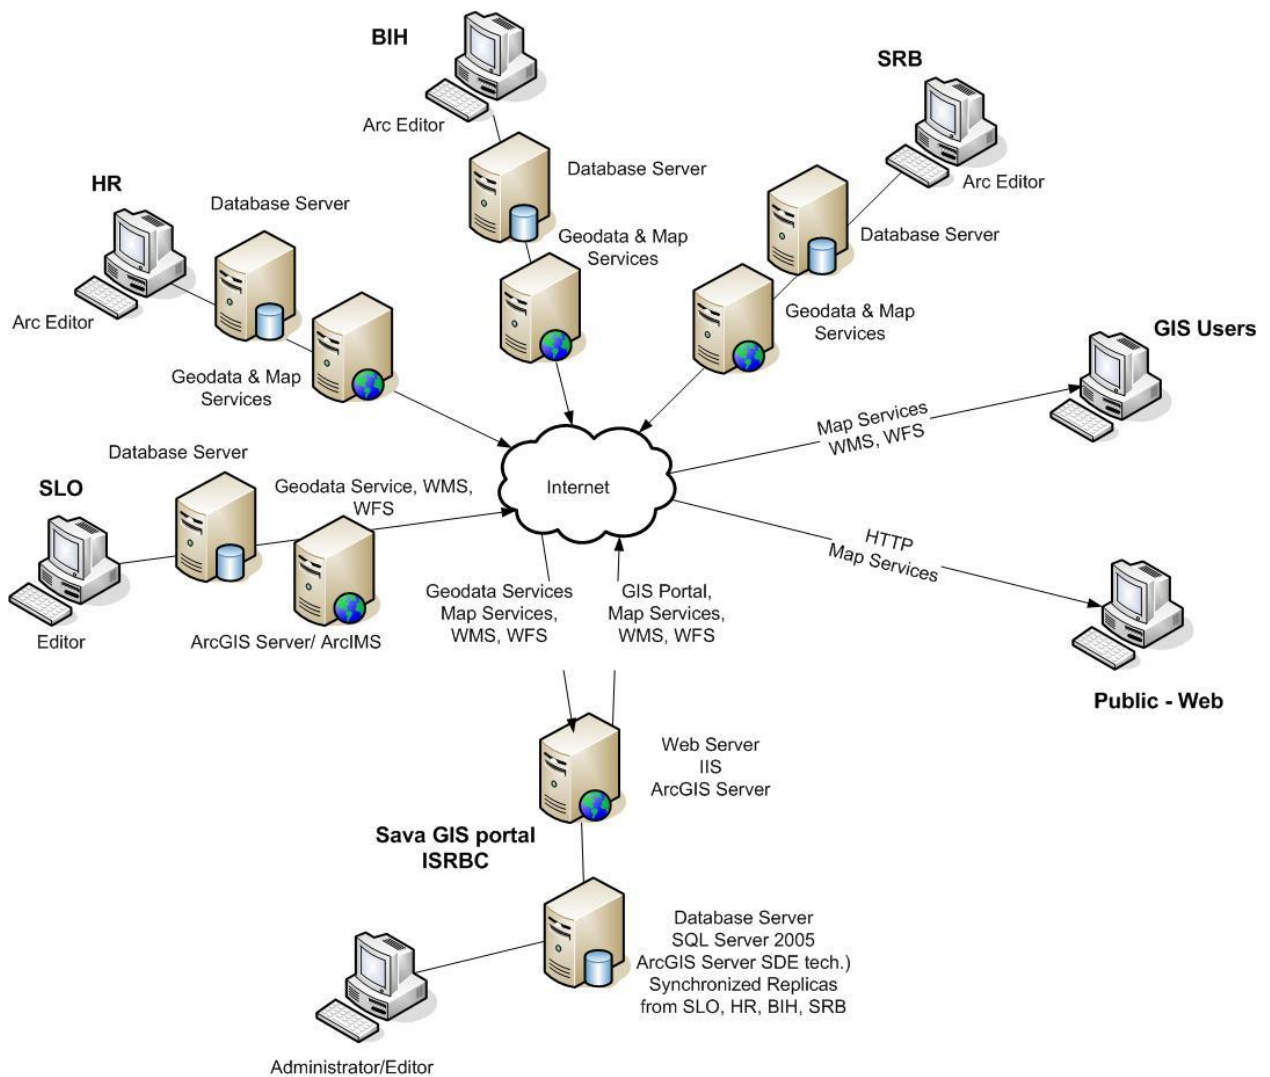 BIH
Arc Editor
Database Server
Geodata & Map
Services
SRB
Arc Editor
Database Server
Geodata & Map
Services
HR
Arc Editor
Database Server
Geodata & Map
Services
GIS Users
Map Services
WMS, WFS
SLO
Editor
Database Server
Geodata Service, WMS,
WFS
ArcGIS Server/ ArcIMS
Internet
HTTP
Map Services
Public - Web
Geodata Services
Map Services,
WMS, WFS
GIS Portal,
Map Services,
WMS, WFS
Web Server
IIS
ArcGIS Server
Sava GIS portal
ISRBC
Database Server
SQL Server 2005
ArcGIS Server SDE tech.)
Synchronized Replicas
from SLO, HR, BIH, SRB
Administrator/Editor